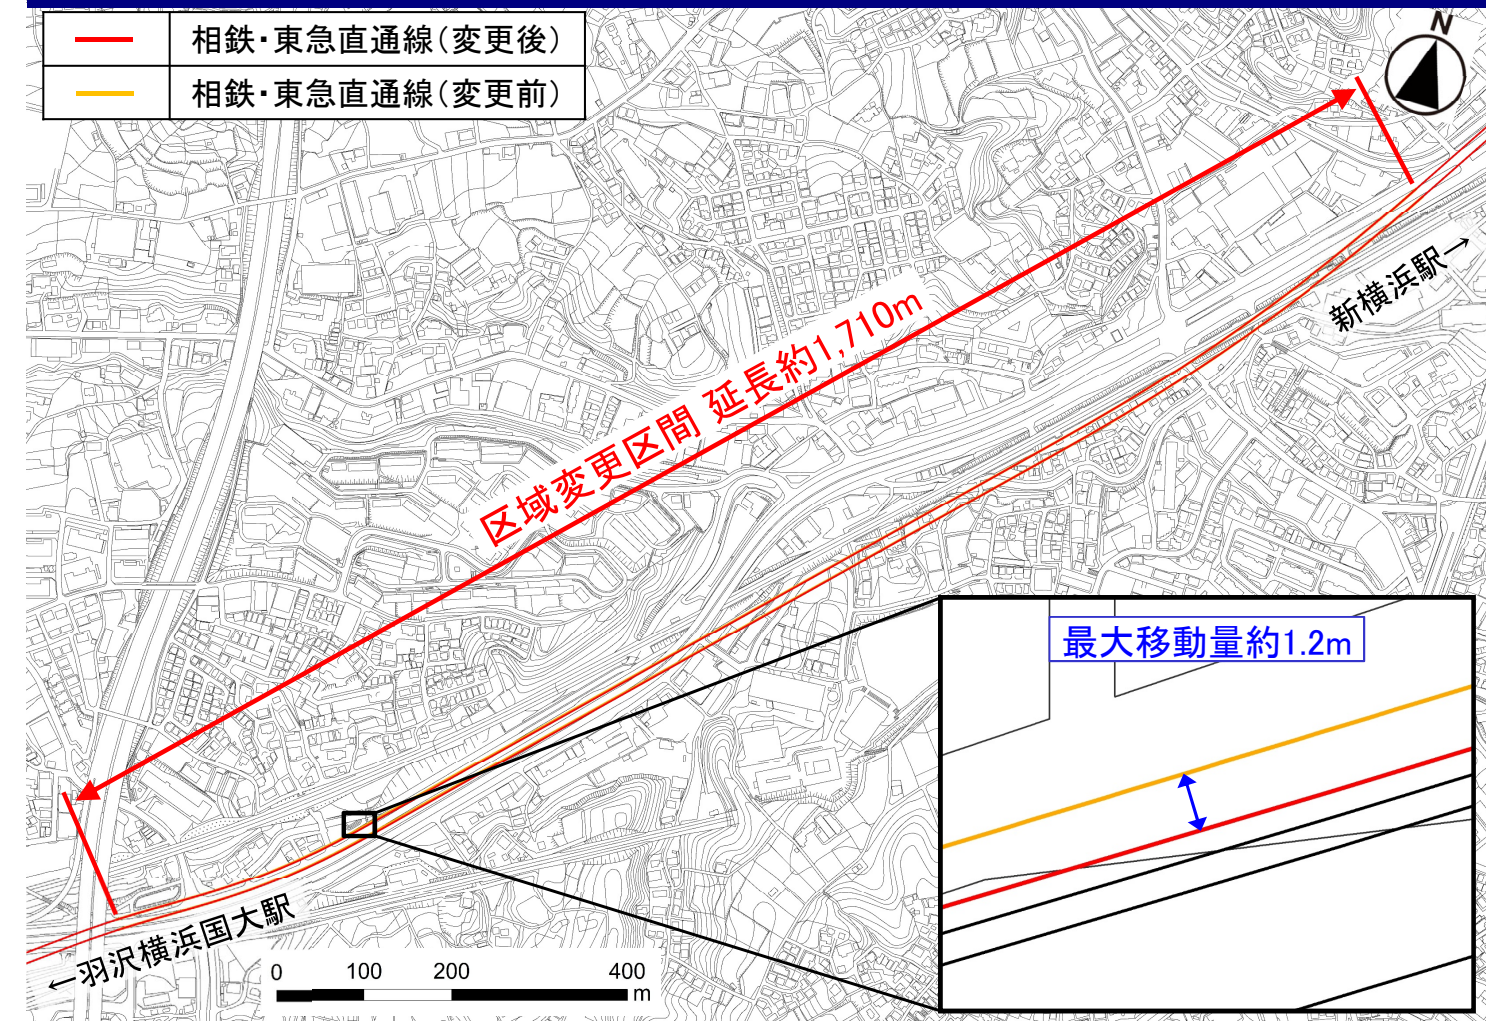 相鉄・東急直通線（変更後）
相鉄・東急直通線（変更前）
N
新横浜駅→
区域変更区間 延長約1,710m
最大移動量約1.2m
←羽沢横浜国大駅
0 100 200 400
m